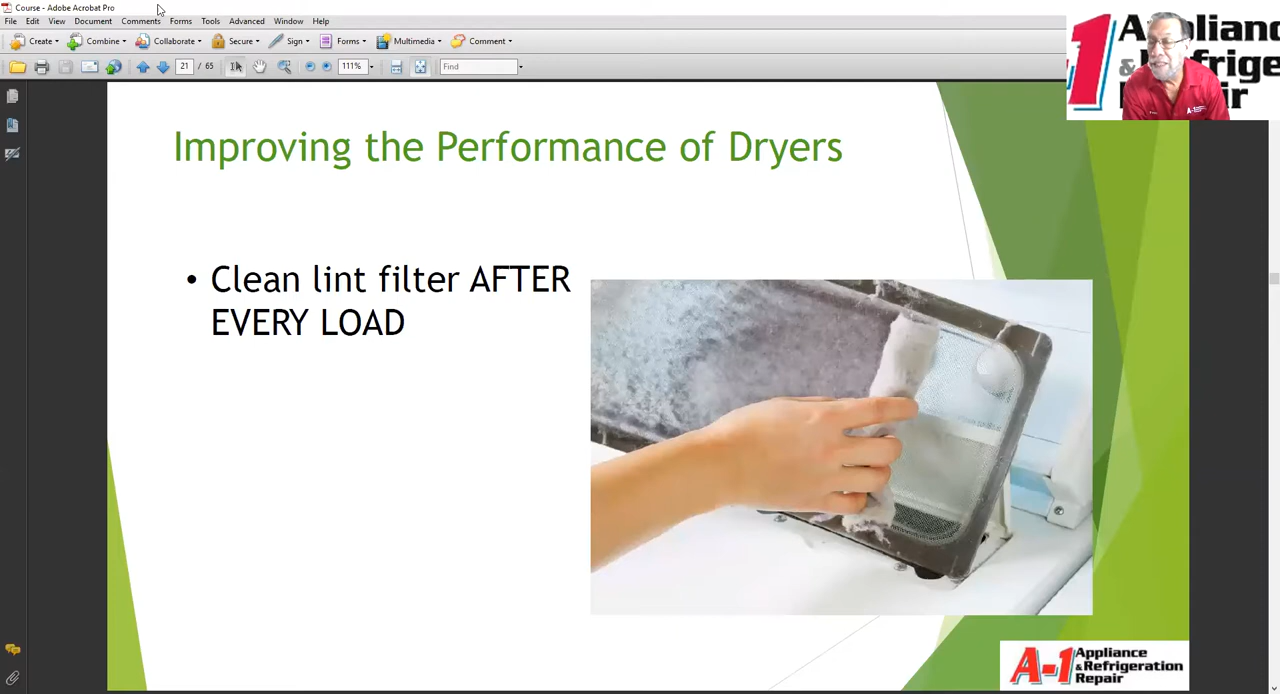 Course - Adobe Acrobat Pro
File Edit View Document Comments Forms Tools Advanced Window Help
Create Combine Collaborate Secure Sign Forms Multimedia Comment
21 / 65 111% Find
1
Improving the Performance of Dryers
• Clean lint filter AFTER
EVERY LOAD
A-1 Appliance
&Refrigeration
Repair